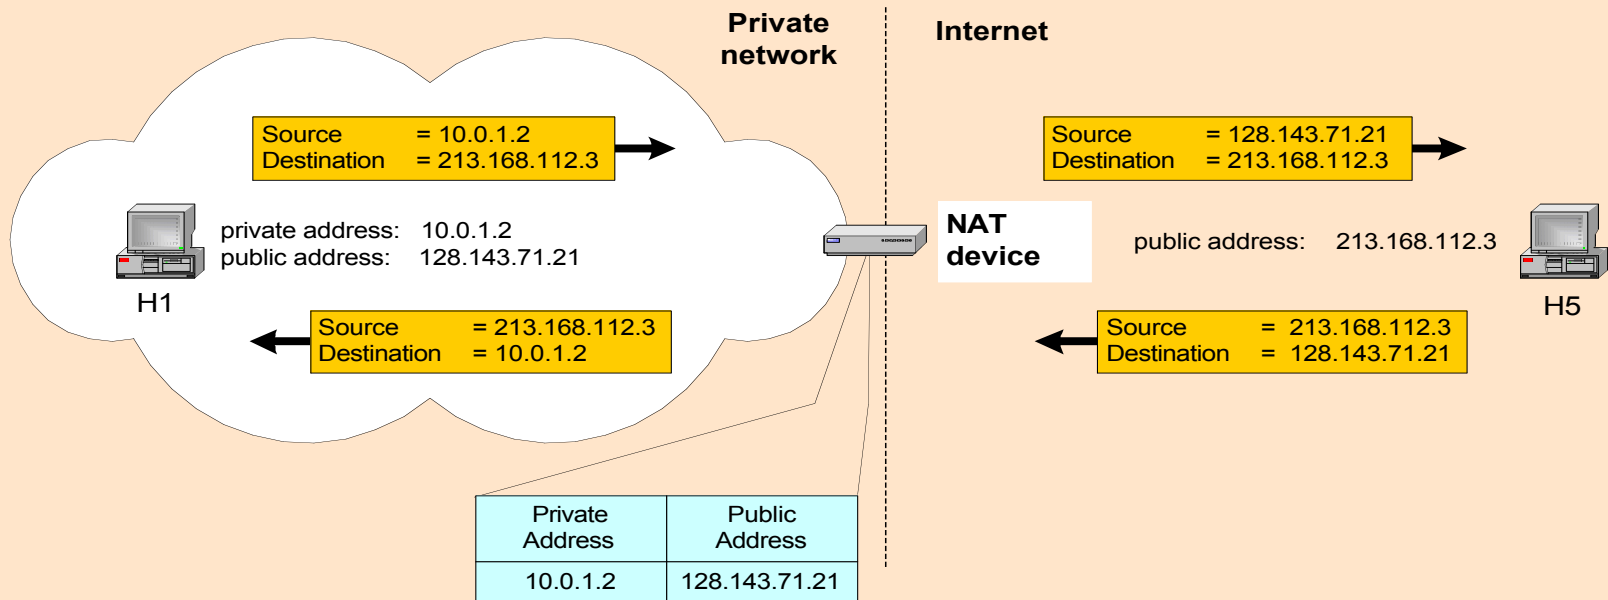 Private
network
Internet
Source = 10.0.1.2
Destination = 213.168.112.3
Source = 128.143.71.21
Destination = 213.168.112.3
private address: 10.0.1.2
public address: 128.143.71.21
H1
NAT
device
public address: 213.168.112.3
H5
Source = 213.168.112.3
Destination = 10.0.1.2
Source = 213.168.112.3
Destination = 128.143.71.21
Private
Address
Public
Address
10.0.1.2
128.143.71.21